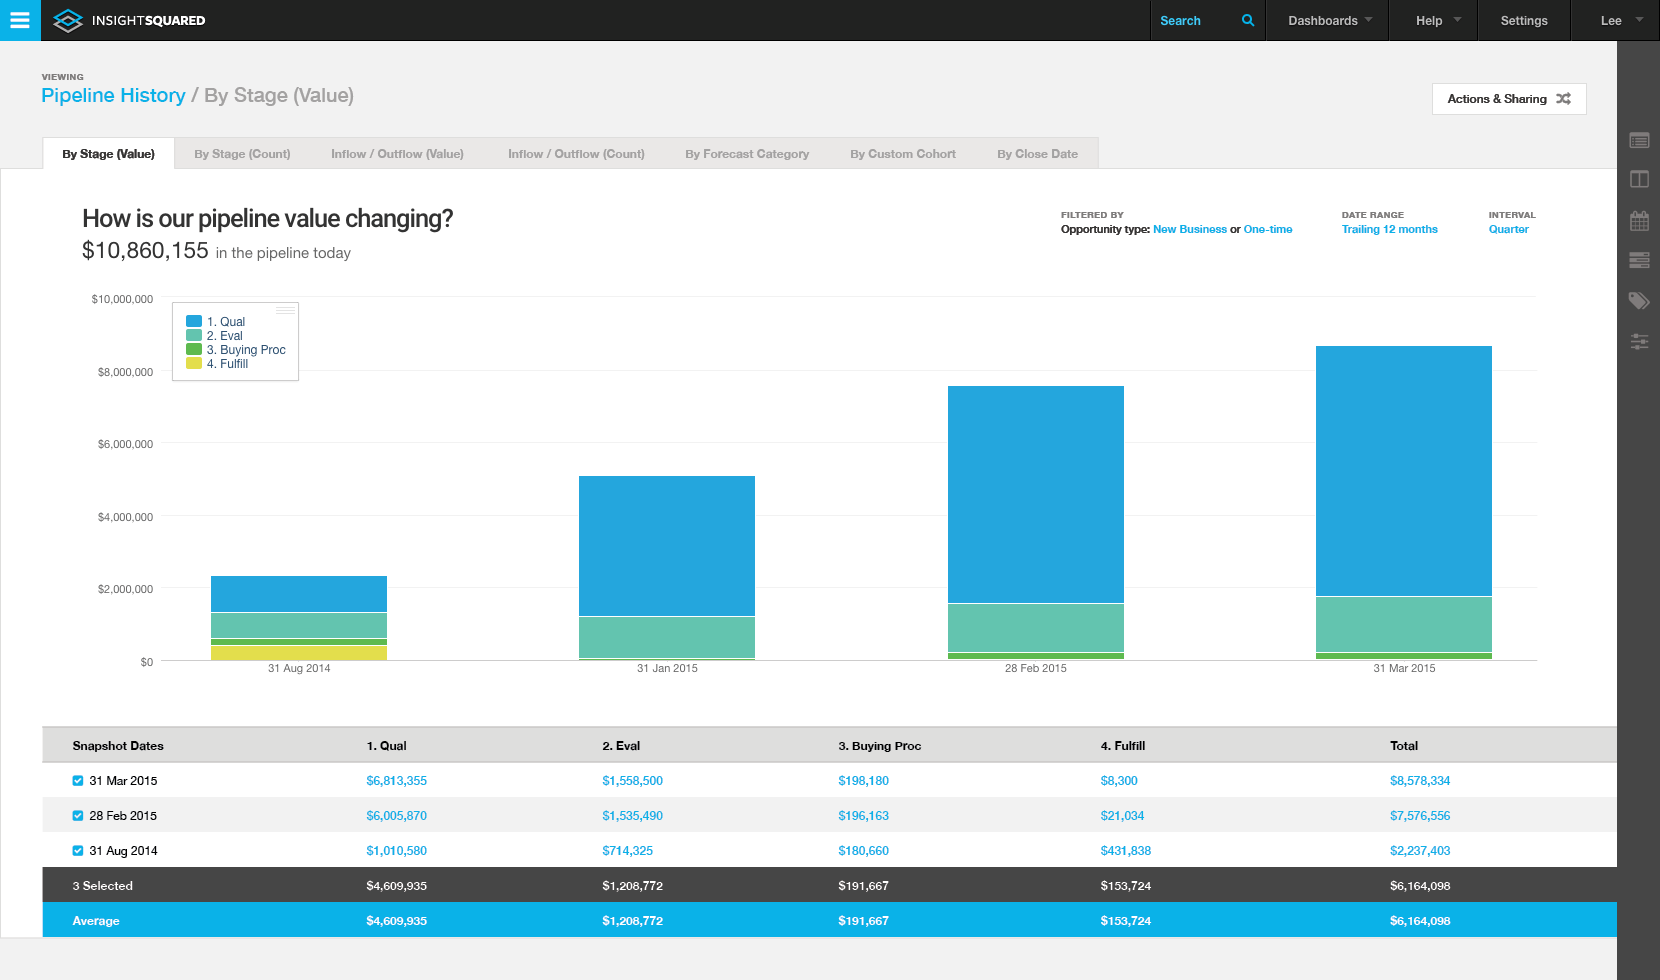 INSIGHTSQUARED
Search
Dashboards
Help
Settings
Lee
VIEWING
Pipeline History / By Stage (Value)
Actions & Sharing
By Stage (Value)
By Stage (Count)
Inflow / Outflow (Value)
Inflow / Outflow (Count)
By Forecast Category
By Custom Cohort
By Close Date
How is our pipeline value changing?
$10,860,155 in the pipeline today
FILTERED BY
Opportunity type: New Business or One-time
DATE RANGE
Trailing 12 months
INTERVAL
Quarter
$10,000,000
$8,000,000
$6,000,000
$4,000,000
$2,000,000
$0
1. Qual
2. Eval
3. Buying Proc
4. Fulfill
31 Aug 2014
31 Jan 2015
28 Feb 2015
31 Mar 2015
Snapshot Dates 1. Qual 2. Eval 3. Buying Proc 4. Fulfill Total
31 Mar 2015 $6,813,355 $1,558,500 $198,180 $8,300 $8,578,334
28 Feb 2015 $6,005,870 $1,535,490 $196,163 $21,034 $7,576,556
31 Aug 2014 $1,010,580 $714,325 $180,660 $431,838 $2,237,403
3 Selected $4,609,935 $1,208,772 $191,667 $153,724 $6,164,098
Average $4,609,935 $1,208,772 $191,667 $153,724 $6,164,098